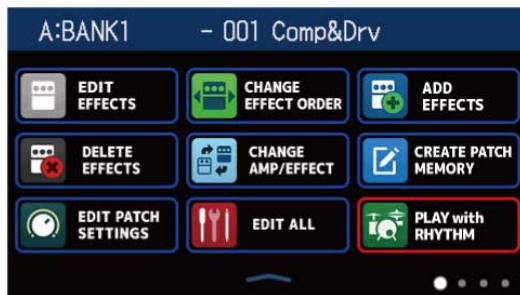 A:BANK1 - 001 Comp&Drv
EDIT
EFFECTS
CHANGE
EFFECT ORDER
ADD
EFFECTS
DELETE
EFFECTS
CHANGE
AMP/EFFECT
CREATE PATCH
MEMORY
EDIT PATCH
SETTINGS
EDIT ALL
PLAY with
RHYTHM